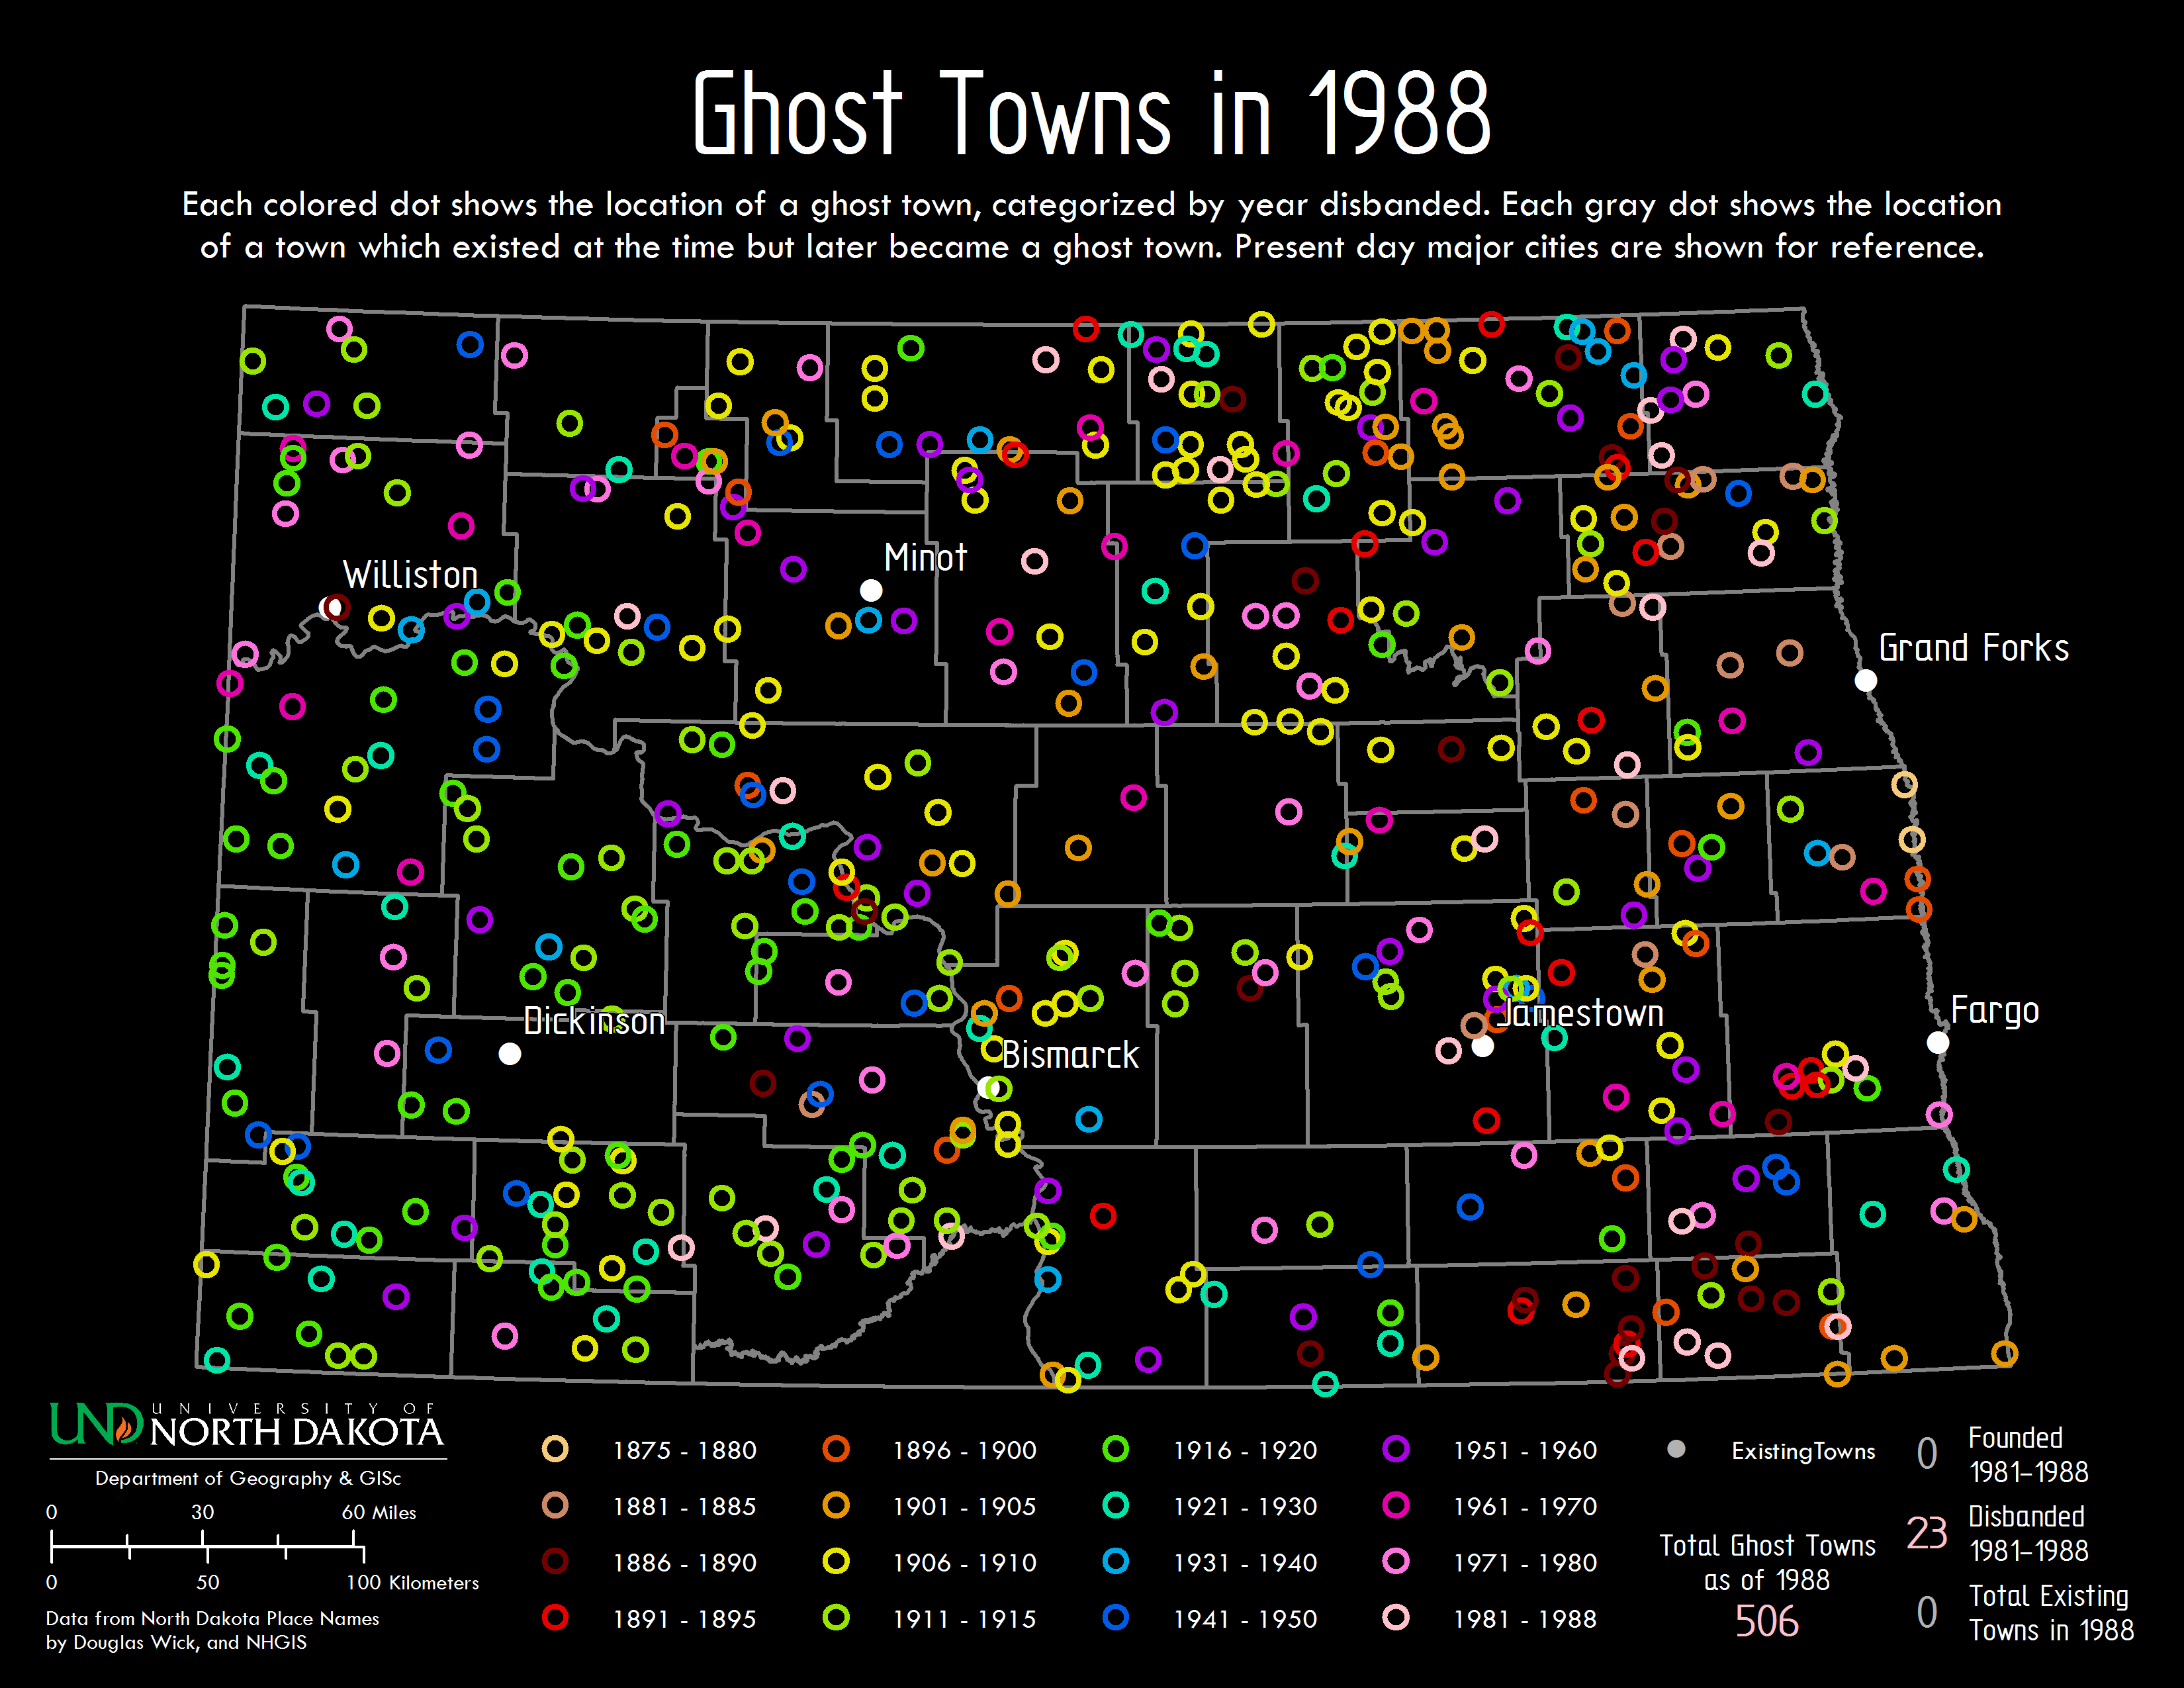 Ghost Towns in 1988
Each colored dot shows the location of a ghost town, categorized by year disbanded. Each gray dot shows the location
of a town which existed at the time but later became a ghost town. Present day major cities are shown for reference.
Minot
Williston
Grand Forks
Dickinson
Jamestown
Fargo
Bismarck
UND UNIVERSITY OF
NORTH DAKOTA
Department of Geography & GISc
0 30 60 Miles
0 50 100 Kilometers
Data from North Dakota Place Names
by Douglas Wick, and NHGIS
1875 - 1880
1881 - 1885
1886 - 1890
1891 - 1895
1896 - 1900
1901 - 1905
1906 - 1910
1911 - 1915
1916 - 1920
1921 - 1930
1931 - 1940
1941 - 1950
1951 - 1960
1961 - 1970
1971 - 1980
1981 - 1988
ExistingTowns
Total Ghost Towns
as of 1988
506
0 Founded
1981-1988
23 Disbanded
1981-1988
0 Total Existing
Towns in 1988